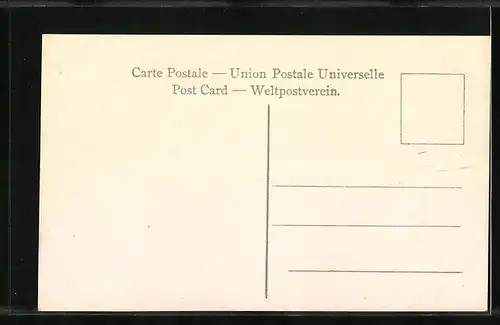 Carte Postale — Union Postale Universelle
Post Card — Weltpostverein.